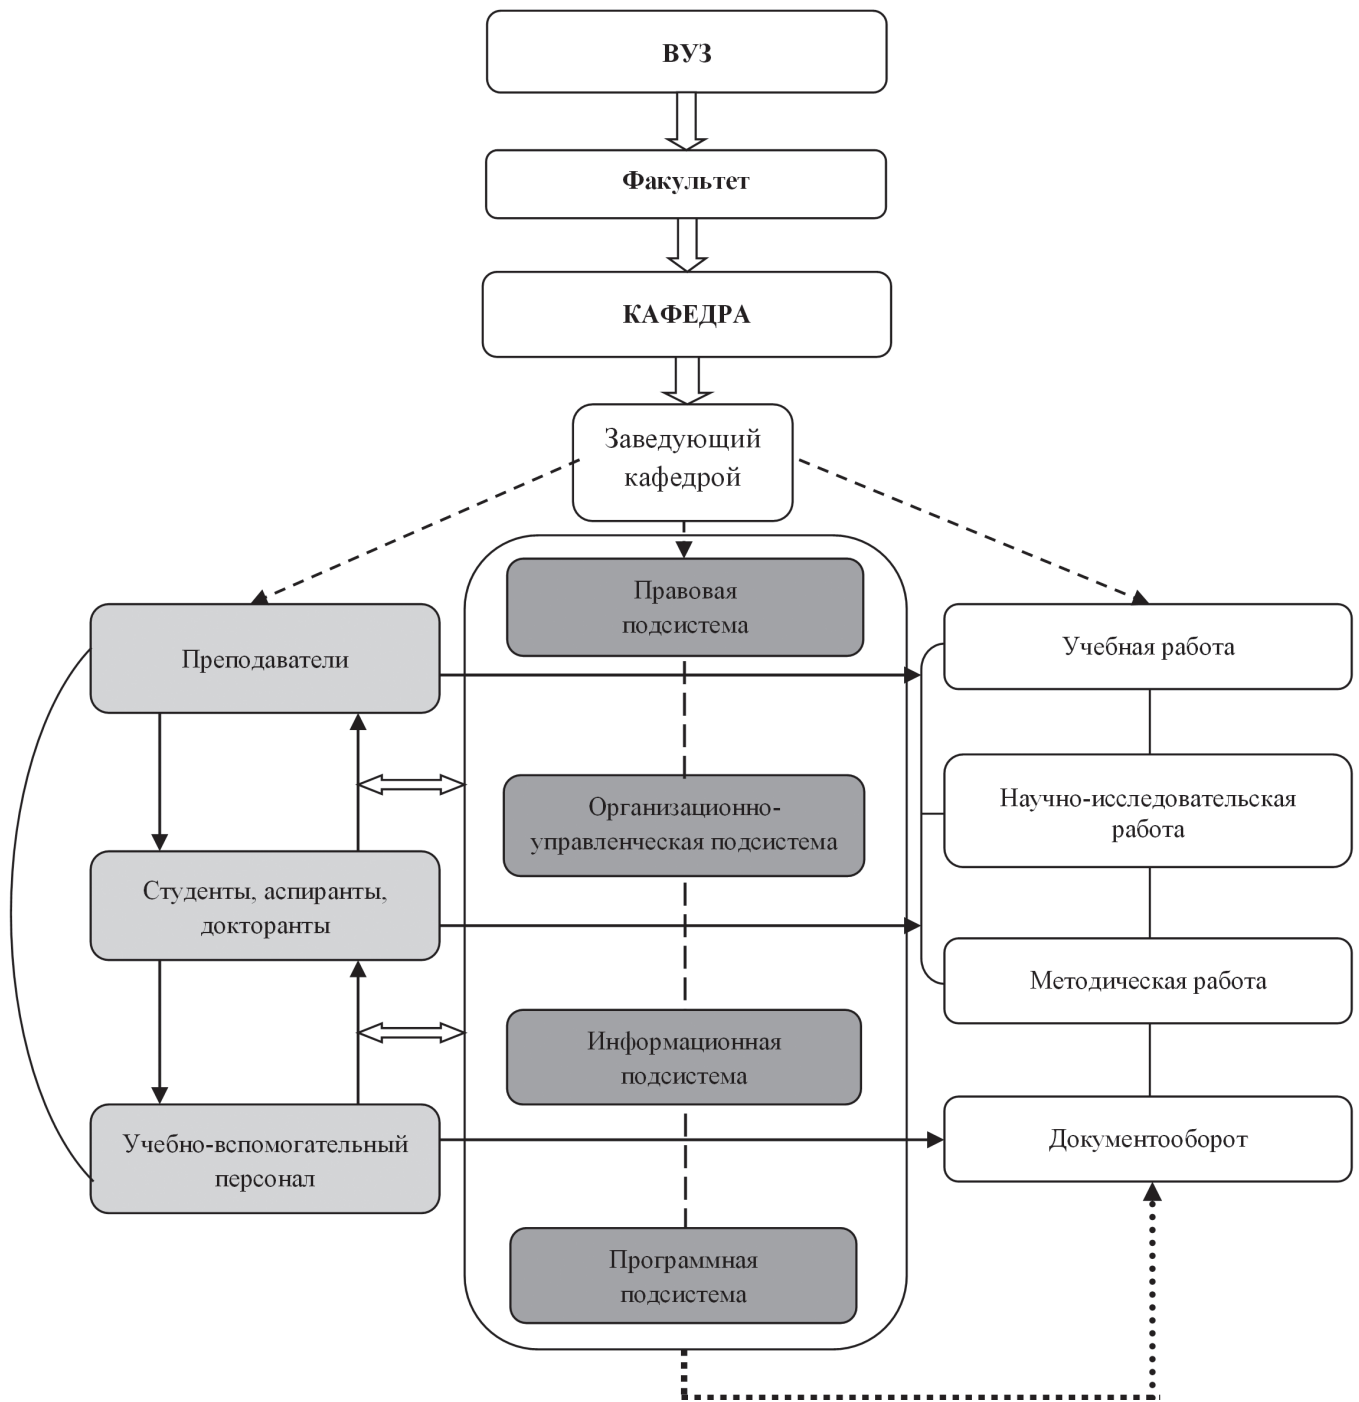 ВУЗ
Факультет
КАФЕДРА
Заведующий
кафедрой
Правовая
подсистема
Преподаватели
Учебная работа
Организационно-
управленческая подсистема
Научно-исследовательская
работа
Студенты, аспиранты,
докторанты
Методическая работа
Информационная
подсистема
Учебно-вспомогательный
персонал
Документооборот
Программная
подсистема